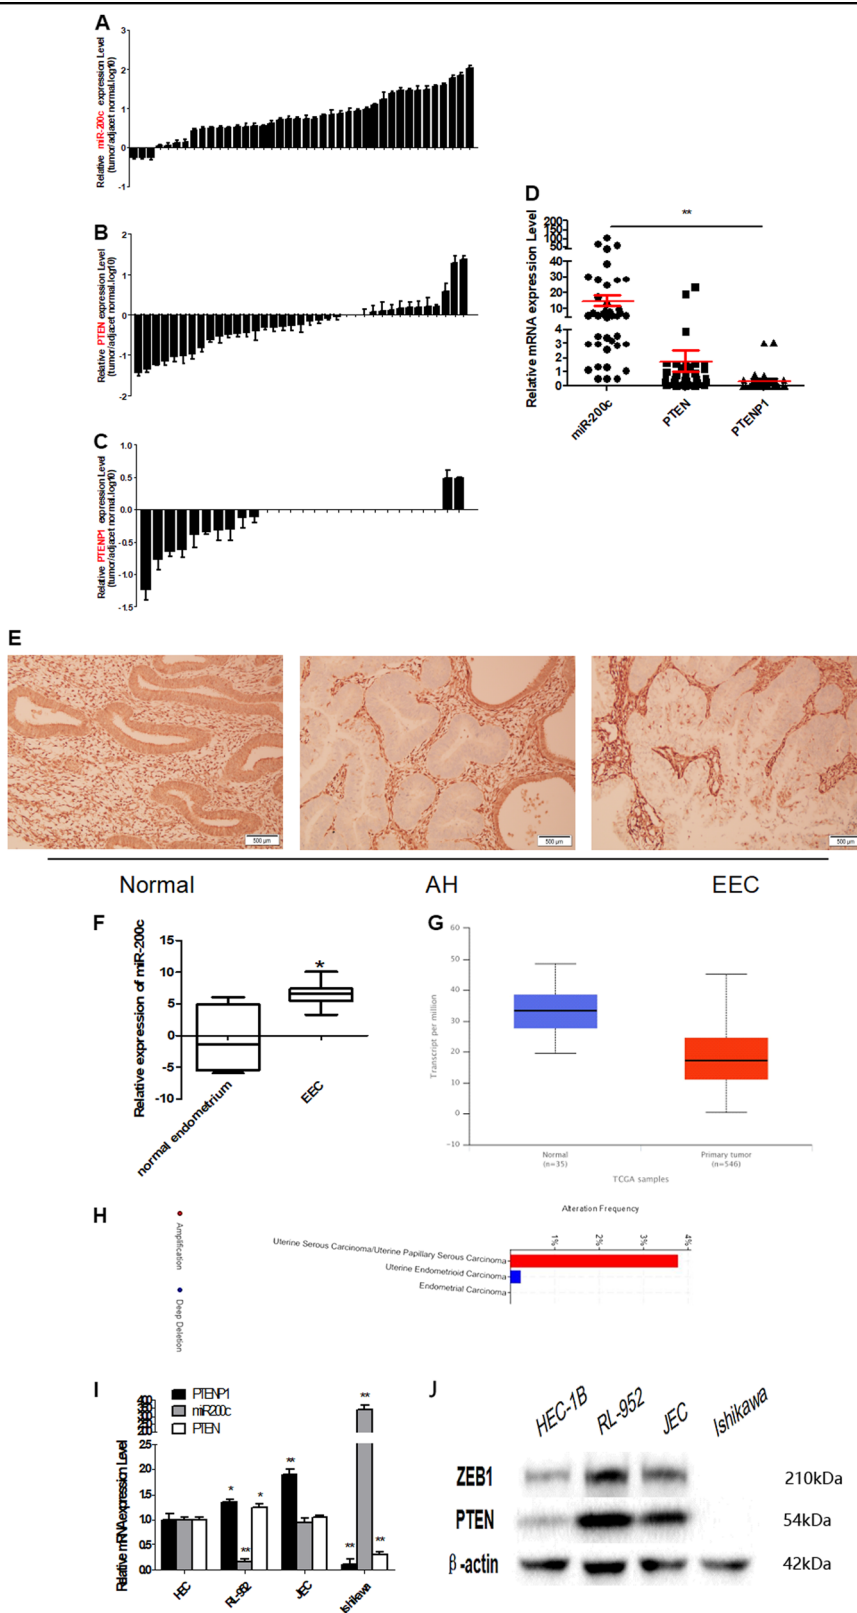 A
Relative miR-200c expression Level
(tumor/adjacet normal.log10)
3
2
1
0
-1
B
Relative PTEN expression Level
(tumor/adjacet normal.log10)
2
1
0
-1
-2
C
Relative PTENP1 expression Level
(tumor/adjacet normal.log10)
1.0
0.5
0.0
-0.5
-1.0
-1.5
D
Relative mRNA expression Level
200
150
100
50
40
30
20
10
4
3
2
1
0
**
miR-200c
PTEN
PTENP1
E
500 μm
500 μm
500 μm
Normal
AH
EEC
F
Relative expression of miR-200c
15
10
5
0
-5
-10
*
normal endometrium
EEC
G
Transcript per million
60
50
40
30
20
10
0
-10
Normal
(n=35)
Primary tumor
(n=546)
TCGA samples
H
Amplification
Deep Deletion
Alteration Frequency
1%
2%
3%
4%
Uterine Serous Carcinoma/Uterine Papillary Serous Carcinoma
Uterine Endometrioid Carcinoma
Endometrial Carcinoma
I
PTENP1
miR200c
PTEN
Relative mRNA expression Level
400
2.5
2.0
1.5
1.0
0.5
0.0
*
**
*
**
**
**
**
HEC
RL-952
JEC
Ishikawa
J
HEC-1B
RL-952
JEC
Ishikawa
ZEB1
210kDa
PTEN
54kDa
β-actin
42kDa